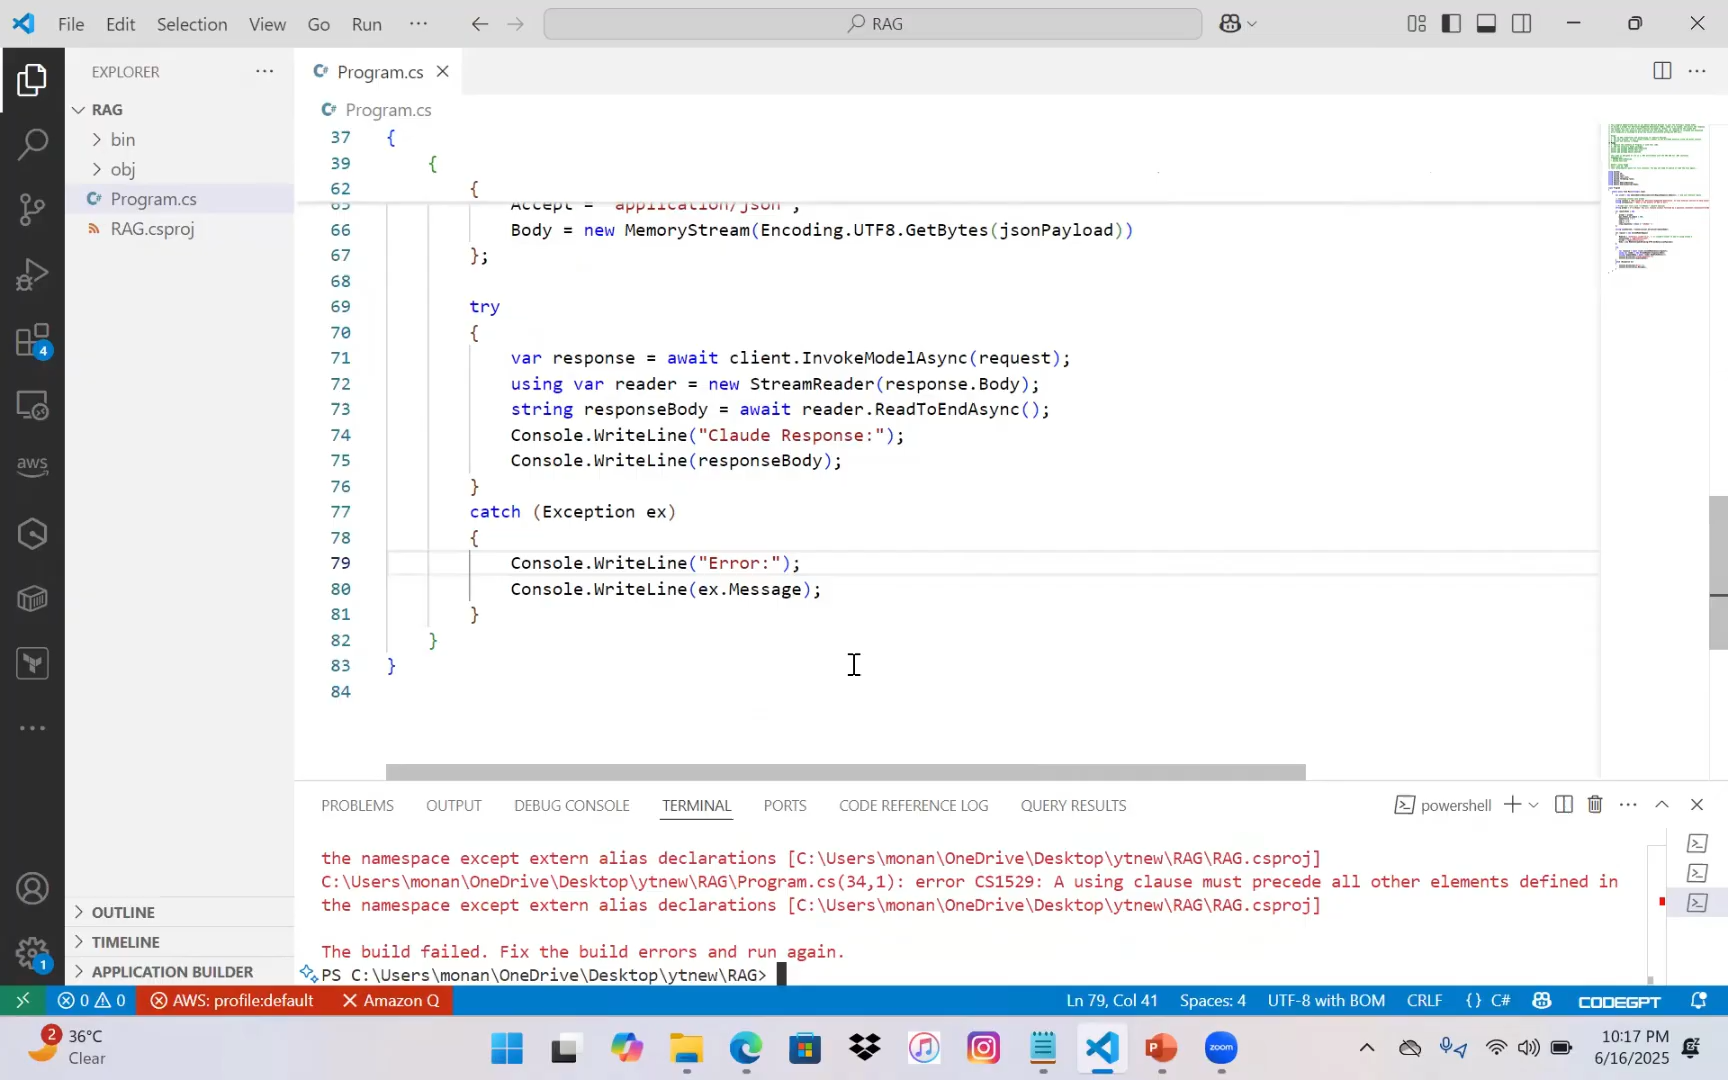 File Edit Selection View Go Run ··· RAG
EXPLORER ···
RAG
bin
obj
Program.cs
RAG.csproj
4
aws
1
OUTLINE
TIMELINE
APPLICATION BUILDER
C# Program.cs
C# Program.cs
37 {
39 {
62 {
65 Accept = "application/json",
66 Body = new MemoryStream(Encoding.UTF8.GetBytes(jsonPayload))
67 };
68
69 try
70 {
71 var response = await client.InvokeModelAsync(request);
72 using var reader = new StreamReader(response.Body);
73 string responseBody = await reader.ReadToEndAsync();
74 Console.WriteLine("Claude Response:");
75 Console.WriteLine(responseBody);
76 }
77 catch (Exception ex)
78 {
79 Console.WriteLine("Error:");
80 Console.WriteLine(ex.Message);
81 }
82 }
83 }
84
PROBLEMS OUTPUT DEBUG CONSOLE TERMINAL PORTS CODE REFERENCE LOG QUERY RESULTS powershell
the namespace except extern alias declarations [C:\Users\monan\OneDrive\Desktop\ytnew\RAG\RAG.csproj]
C:\Users\monan\OneDrive\Desktop\ytnew\RAG\Program.cs(34,1): error CS1529: A using clause must precede all other elements defined in
the namespace except extern alias declarations [C:\Users\monan\OneDrive\Desktop\ytnew\RAG\RAG.csproj]
The build failed. Fix the build errors and run again.
PS C:\Users\monan\OneDrive\Desktop\ytnew\RAG>
0 0 AWS: profile:default Amazon Q Ln 79, Col 41 Spaces: 4 UTF-8 with BOM CRLF {} C# CODEGPT
2 36°C
Clear
zoom
10:17 PM
6/16/2025